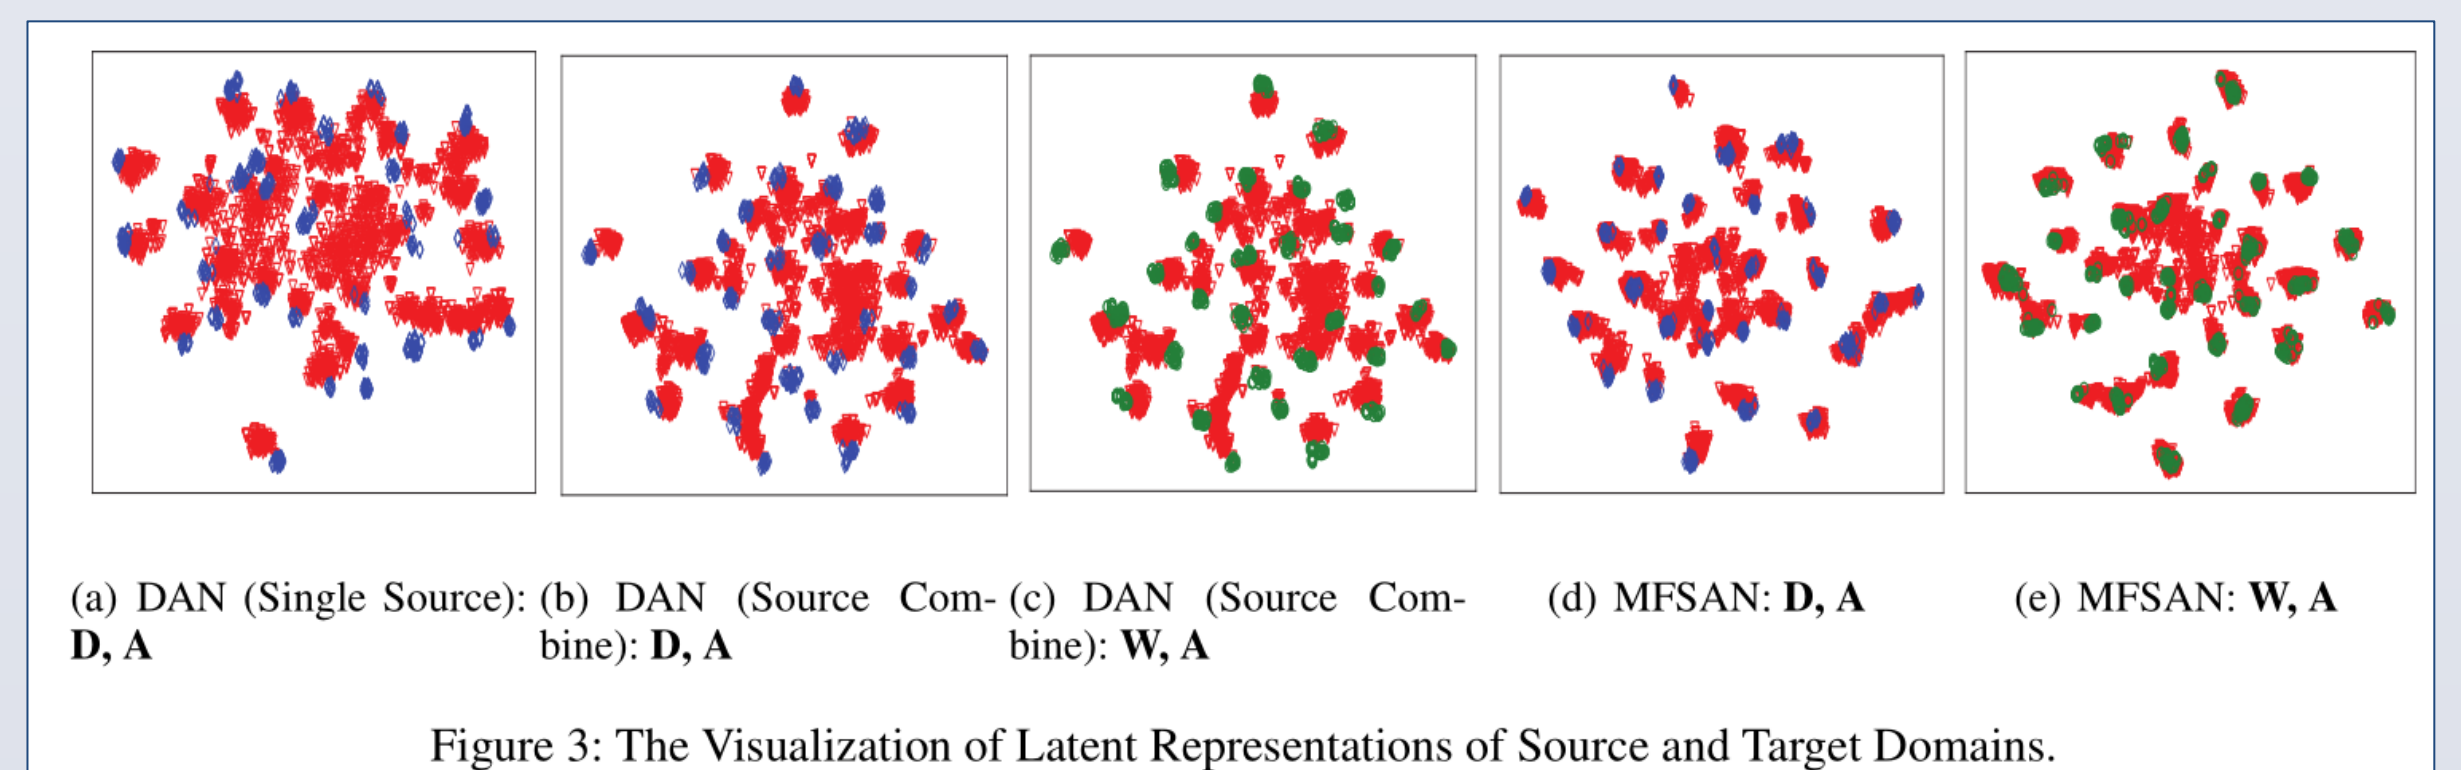 (a) DAN (Single Source):
D, A
(b) DAN (Source Com-
bine): D, A
(c) DAN (Source Com-
bine): W, A
(d) MFSAN: D, A
(e) MFSAN: W, A
Figure 3: The Visualization of Latent Representations of Source and Target Domains.